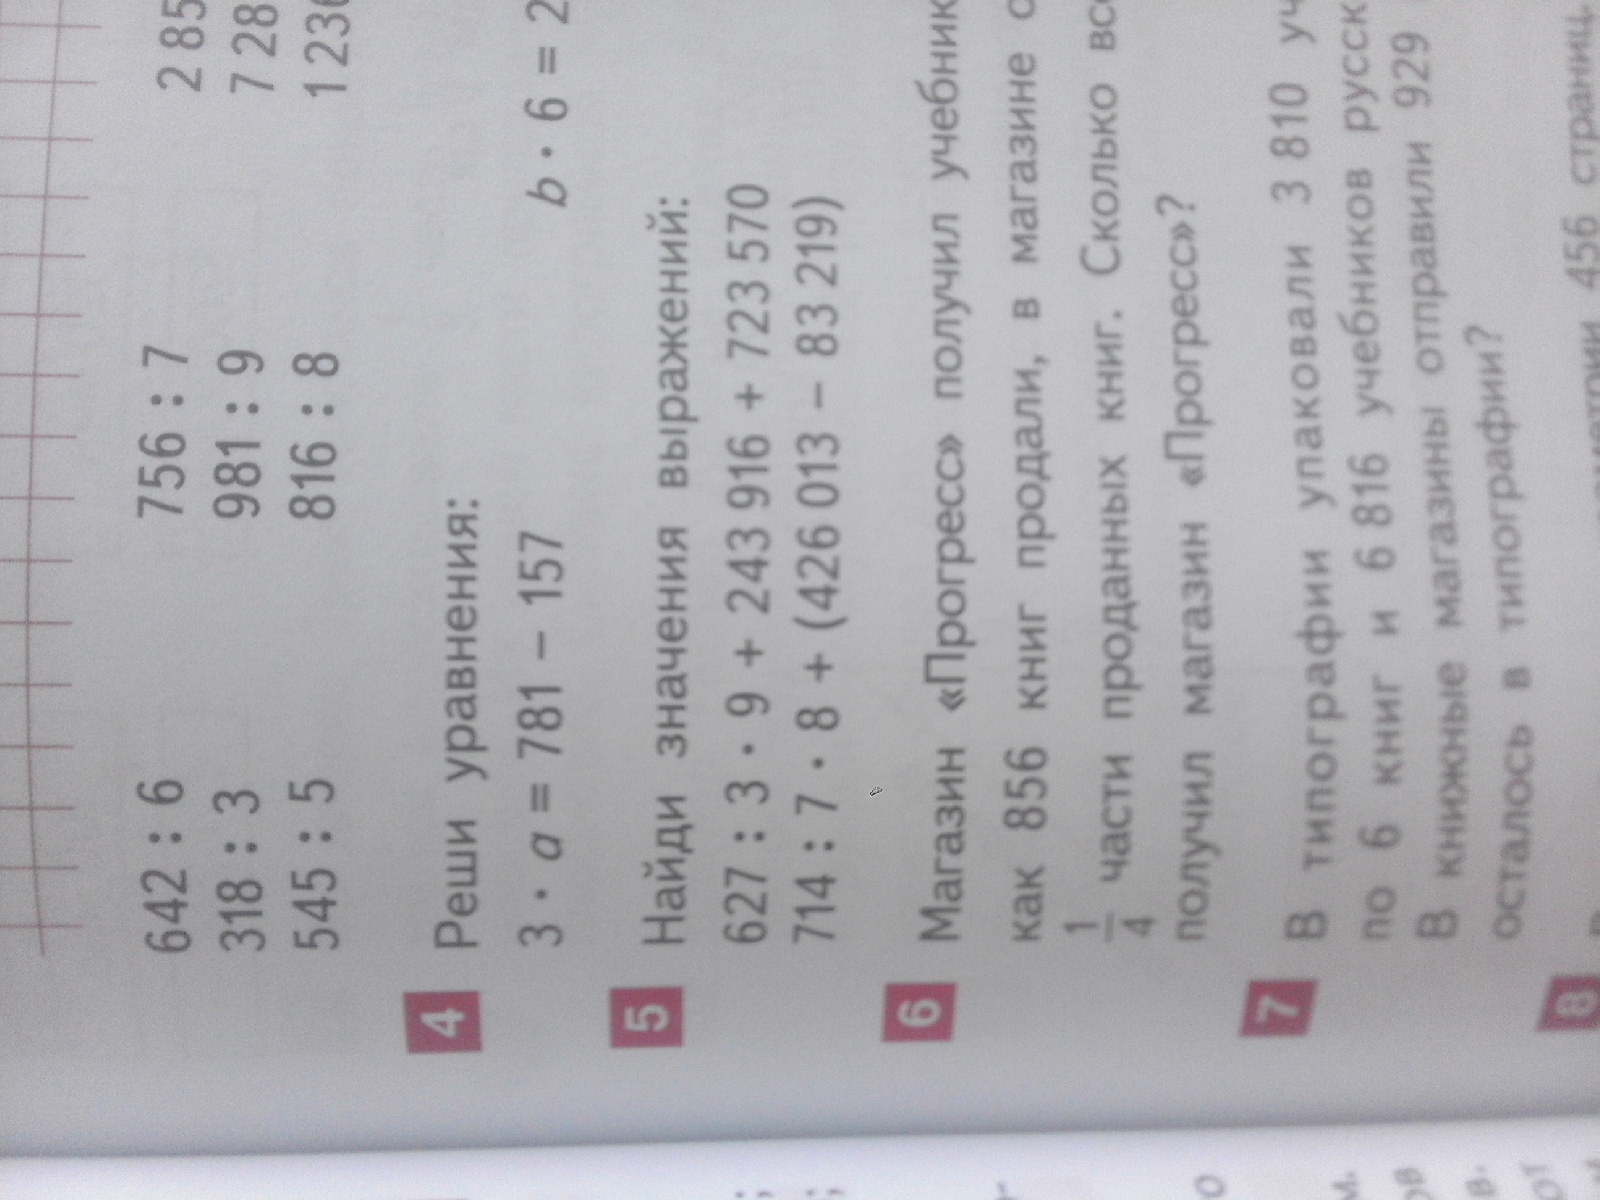 642 : 6 756 : 7 2 85
318 : 3 981 : 9 7 28
545 : 5 816 : 8 1 236
4 Реши уравнения:
3 · a = 781 − 157 b · 6 = 2
5 Найди значения выражений:
627 : 3 · 9 + 243 916 + 723 570
714 : 7 · 8 + (426 013 − 83 219)
6 Магазин «Прогресс» получил учебник
как 856 книг продали, в магазине о
1/4 части проданных книг. Сколько все
получил магазин «Прогресс»?
7 В типографии упаковали 3 810 уч
по 6 книг и 6 816 учебников русск
В книжные магазины отправили 929
осталось в типографии?
8 456 страниц